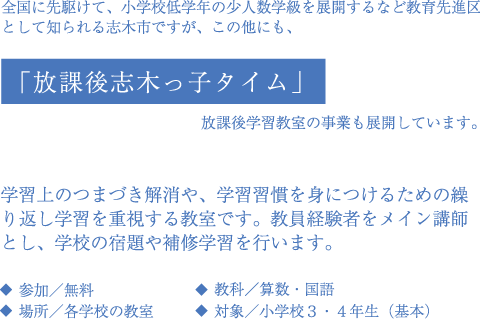 全国に先駆けて、小学校低学年の少人数学級を展開するなど教育先進区
として知られる志木市ですが、この他にも、
「放課後志木っ子タイム」
放課後学習教室の事業も展開しています。
学習上のつまづき解消や、学習習慣を身につけるための繰
り返し学習を重視する教室です。教員経験者をメイン講師
とし、学校の宿題や補修学習を行います。
◆ 参加／無料
◆ 教科／算数・国語
◆ 場所／各学校の教室
◆ 対象／小学校３・４年生（基本）